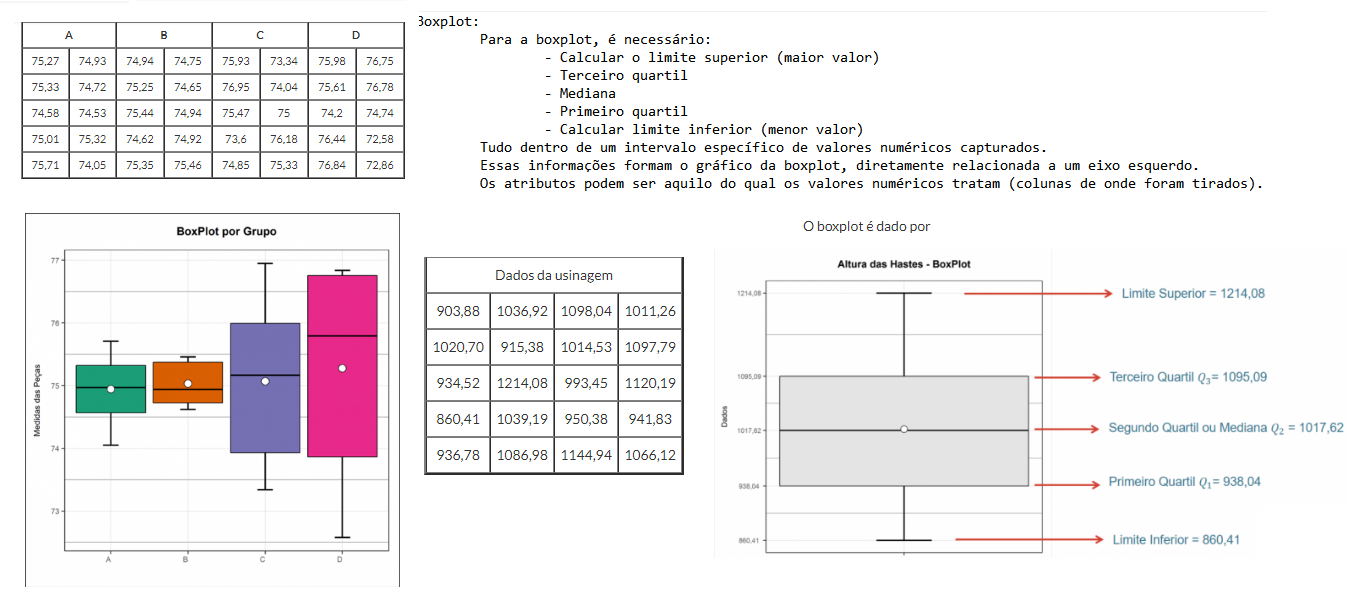 A B C D
75,27 74,93 74,94 74,75 75,93 73,34 75,98 76,75
75,33 74,72 75,25 74,65 76,95 74,04 75,61 76,78
74,58 74,53 75,44 74,94 75,47 75 74,2 74,74
75,01 75,32 74,62 74,92 73,6 76,18 76,44 72,58
75,71 74,05 75,35 75,46 74,85 75,33 76,84 72,86
Boxplot:
Para a boxplot, é necessário:
- Calcular o limite superior (maior valor)
- Terceiro quartil
- Mediana
- Primeiro quartil
- Calcular limite inferior (menor valor)
Tudo dentro de um intervalo específico de valores numéricos capturados.
Essas informações formam o gráfico da boxplot, diretamente relacionada a um eixo esquerdo.
Os atributos podem ser aquilo do qual os valores numéricos tratam (colunas de onde foram tirados).
BoxPlot por Grupo
Medidas das Peças
77
76
75
74
73
A B C D
Dados da usinagem
903,88 1036,92 1098,04 1011,26
1020,70 915,38 1014,53 1097,79
934,52 1214,08 993,45 1120,19
860,41 1039,19 950,38 941,83
936,78 1086,98 1144,94 1066,12
O boxplot é dado por
Altura das Hastes - BoxPlot
Dados
1214,08
1095,09
1017,62
938,04
860,41
Limite Superior = 1214,08
Terceiro Quartil Q₃= 1095,09
Segundo Quartil ou Mediana Q₂ = 1017,62
Primeiro Quartil Q₁= 938,04
Limite Inferior = 860,41